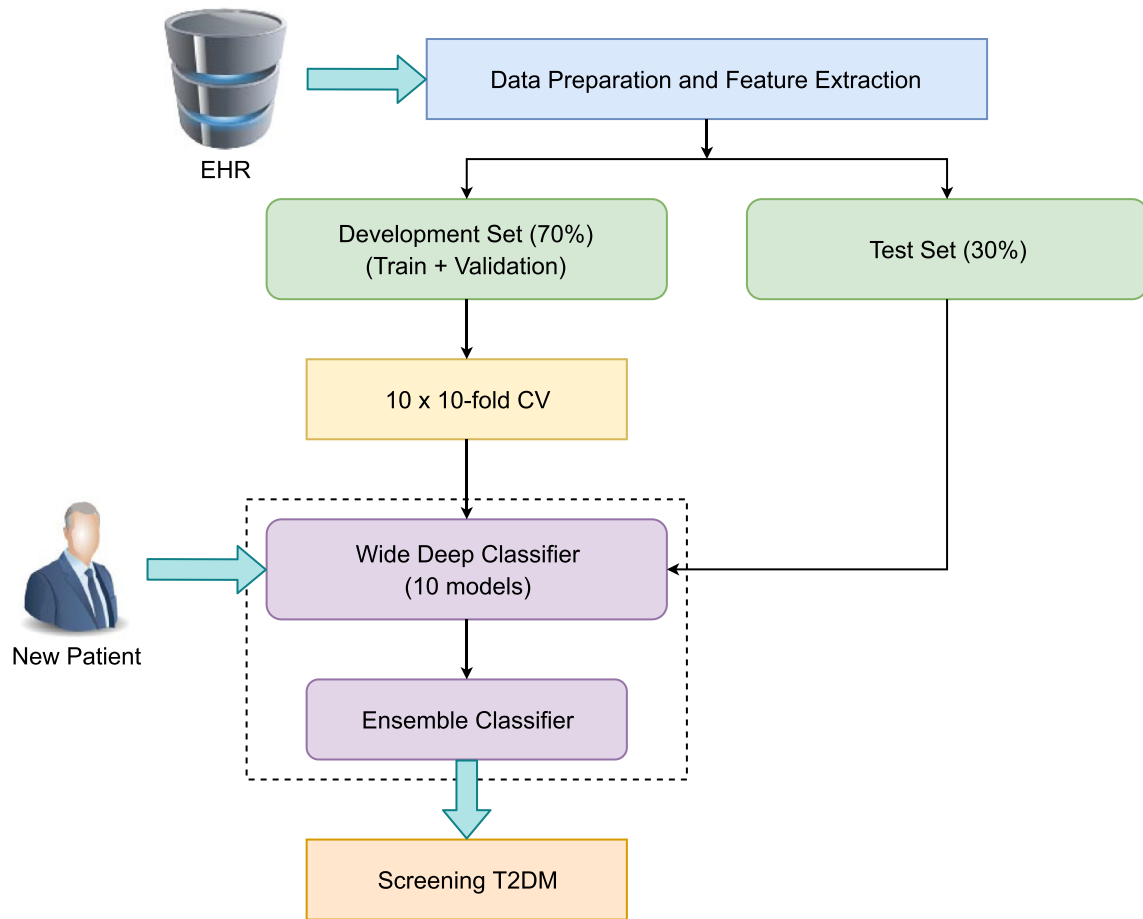 Data Preparation and Feature Extraction
EHR
Development Set (70%)
(Train + Validation)
Test Set (30%)
10 x 10-fold CV
Wide Deep Classifier
(10 models)
New Patient
Ensemble Classifier
Screening T2DM